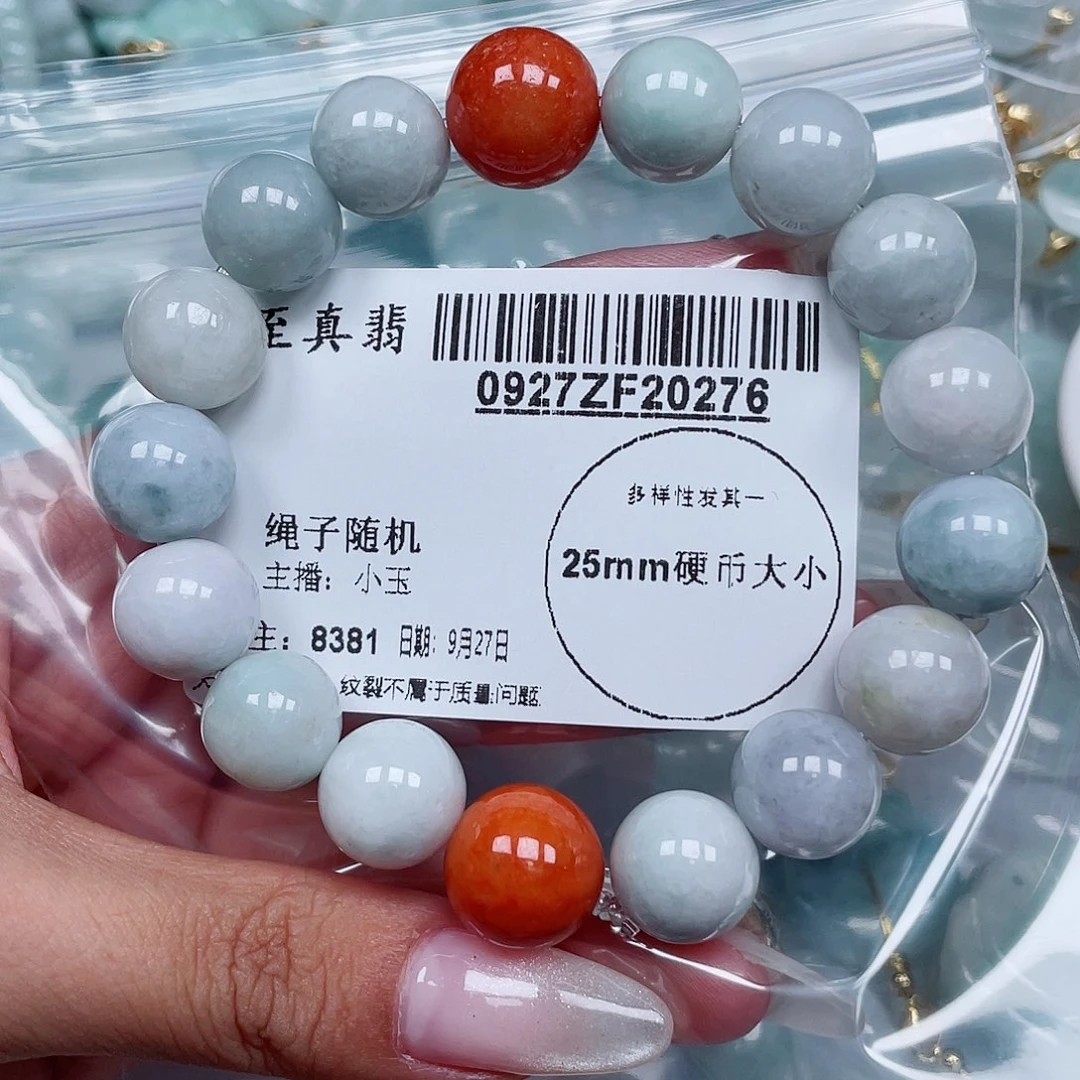 至真翡
0927ZF20276
多样性发其一
25mm硬币大小
绳子随机
主播：小玉
主：8381 日期：9月27日
纹裂不属于质量问题